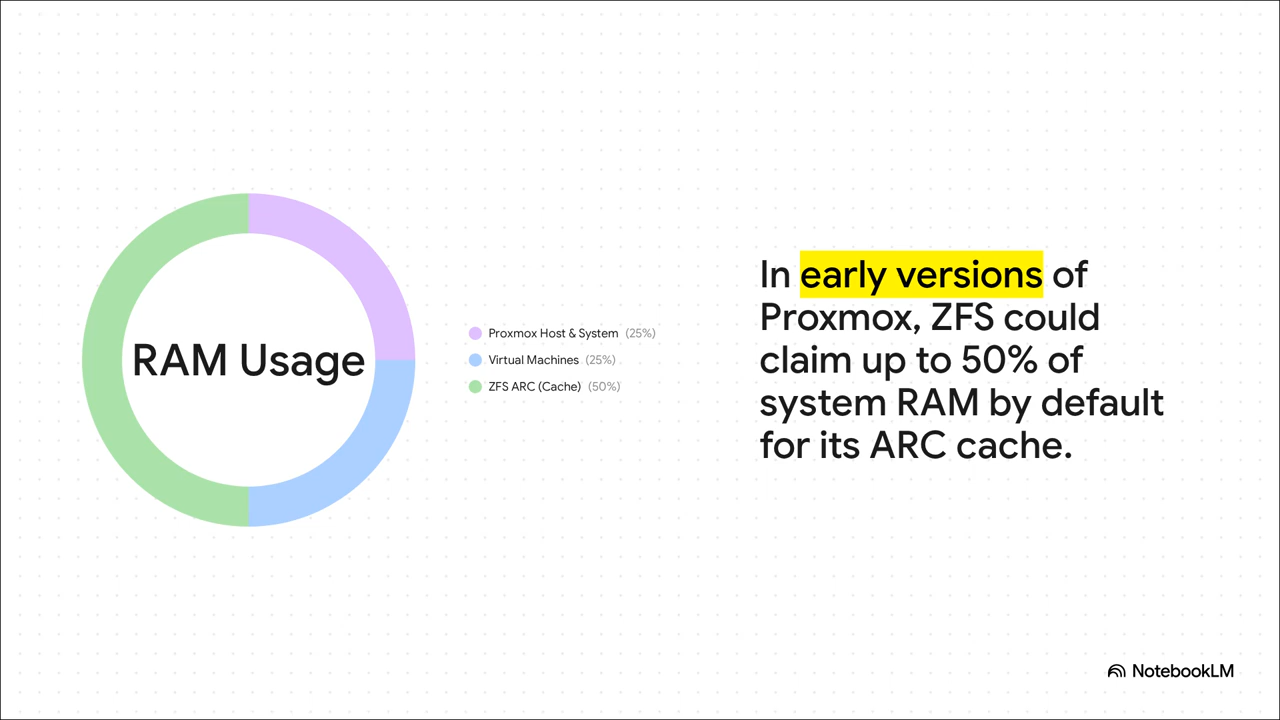 RAM Usage
Proxmox Host & System (25%)
Virtual Machines (25%)
ZFS ARC (Cache) (50%)
In early versions of
Proxmox, ZFS could
claim up to 50% of
system RAM by default
for its ARC cache.
NotebookLM